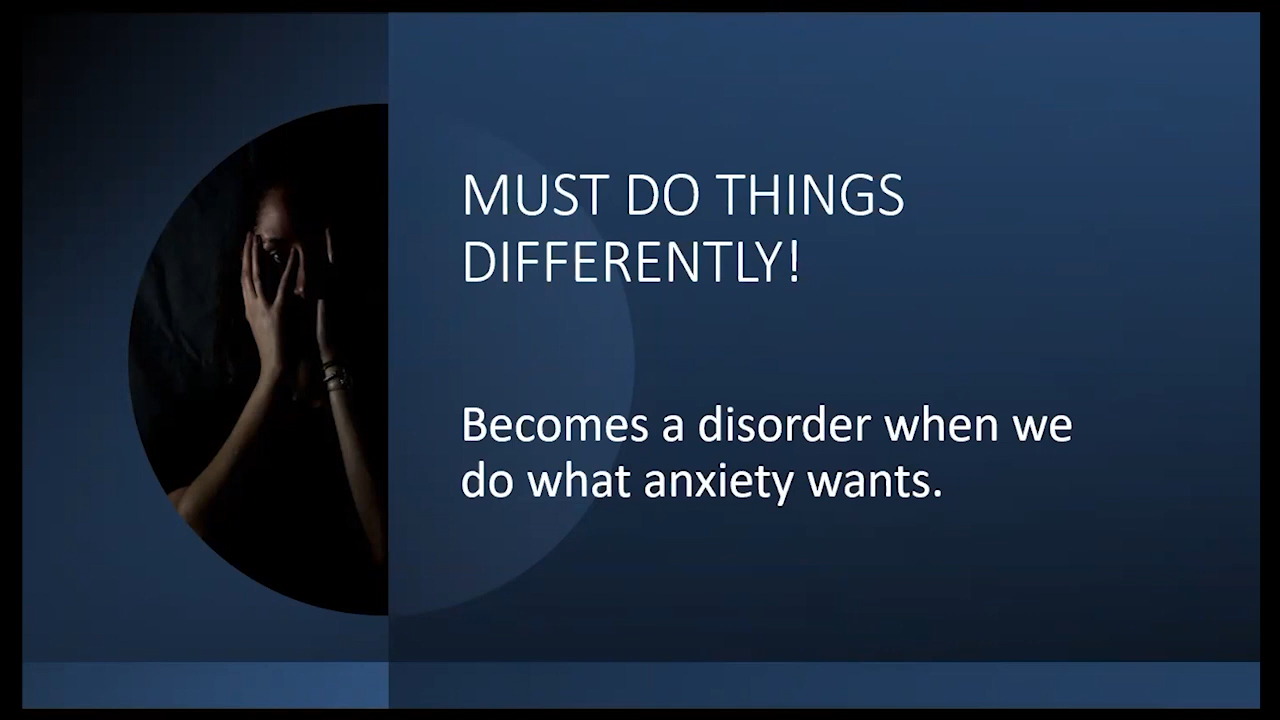 MUST DO THINGS
DIFFERENTLY!
Becomes a disorder when we
do what anxiety wants.